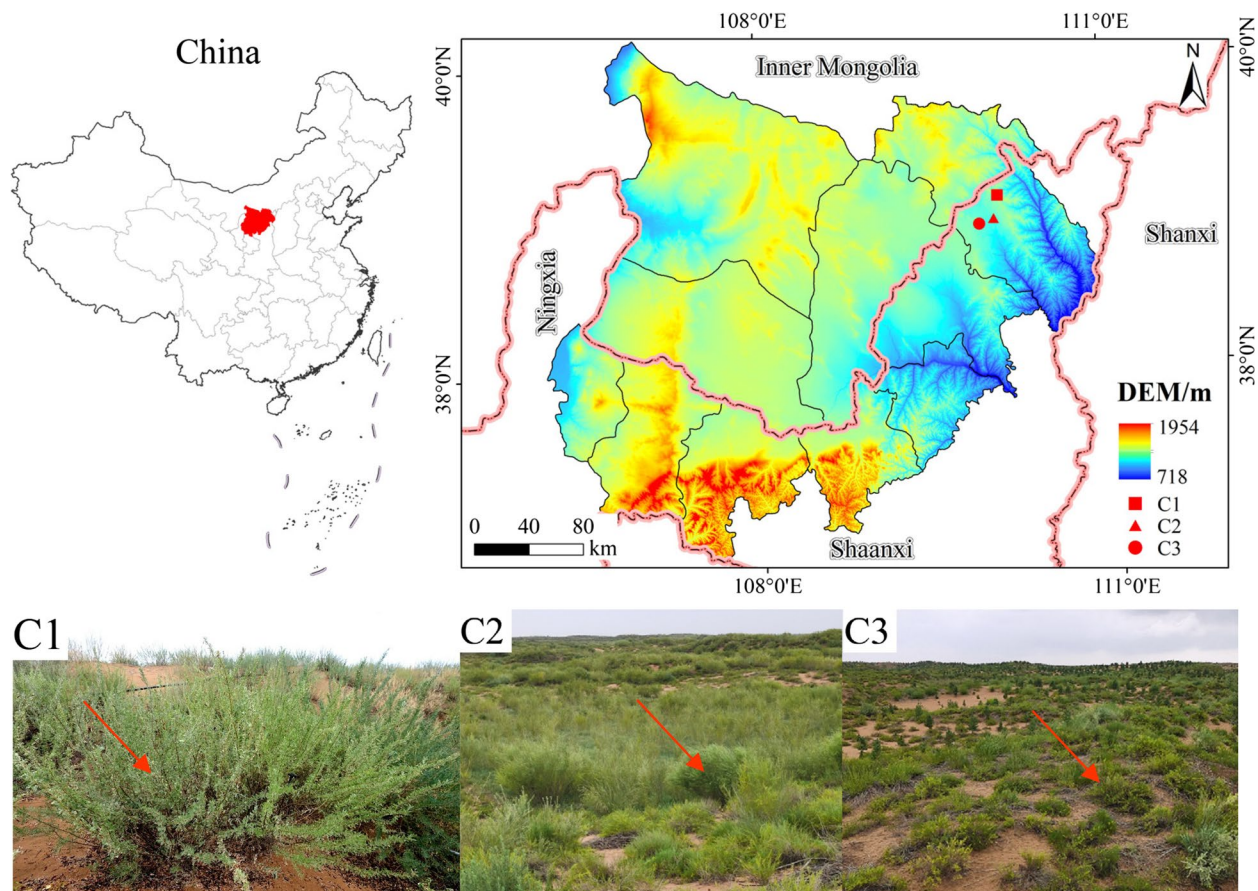 China
108°0'E
111°0'E
40°0'N
40°0'N
Inner Mongolia
N
Ningxia
Shanxi
38°0'N
38°0'N
DEM/m
1954
718
C1
C2
C3
0 40 80
km
Shaanxi
108°0'E
111°0'E
C1
C2
C3